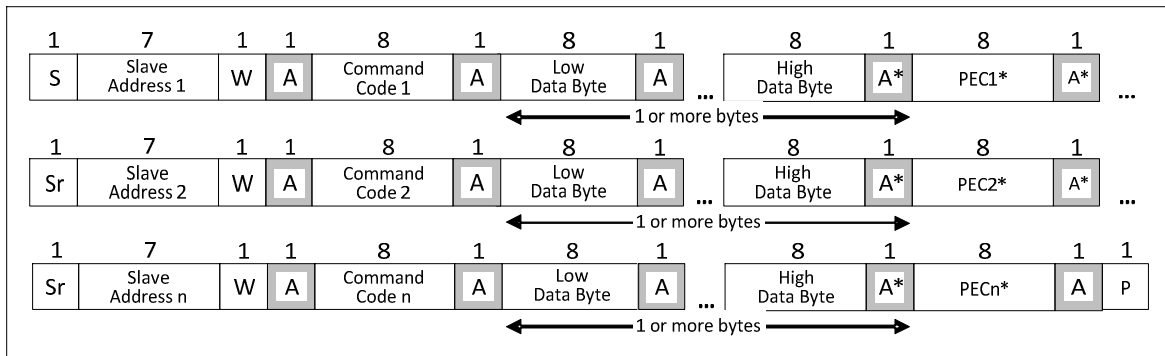 1 7 1 1 8 1 8 1 8 1 8 1
S Slave Address 1 W A Command Code 1 A Low Data Byte A ... High Data Byte A* PEC1* A* ...
1 or more bytes
1 7 1 1 8 1 8 1 8 1 8 1
Sr Slave Address 2 W A Command Code 2 A Low Data Byte A ... High Data Byte A* PEC2* A* ...
1 or more bytes
1 7 1 1 8 1 8 1 8 1 8 1 1
Sr Slave Address n W A Command Code n A Low Data Byte A ... High Data Byte A* PECn* A P
1 or more bytes